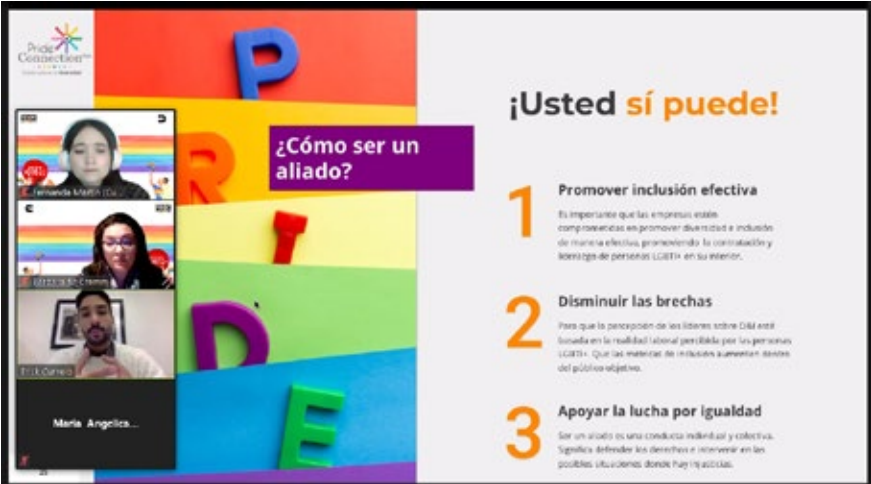 Pride
Connection
P
R
I
D
E
¿Cómo ser un
aliado?
¡Usted sí puede!
1
Promover inclusión efectiva
Es importante que las empresas estén
comprometidas en promover diversidad e inclusión
de manera efectiva, promoviendo la contratación y
liderazgo de personas LGBTI+ en su interior.
2
Disminuir las brechas
Para que la percepción de los líderes sobre D&I esté
basada en la realidad laboral percibida por las personas
LGBTI+. Que las métricas de inclusión aumenten dentro
del público objetivo.
3
Apoyar la lucha por igualdad
Ser un aliado es una conducta individual y colectiva.
Significa defender los derechos e intervenir en las
posibles situaciones donde hay injusticias.
Fernanda Martin
Erick
Maria Angelica...